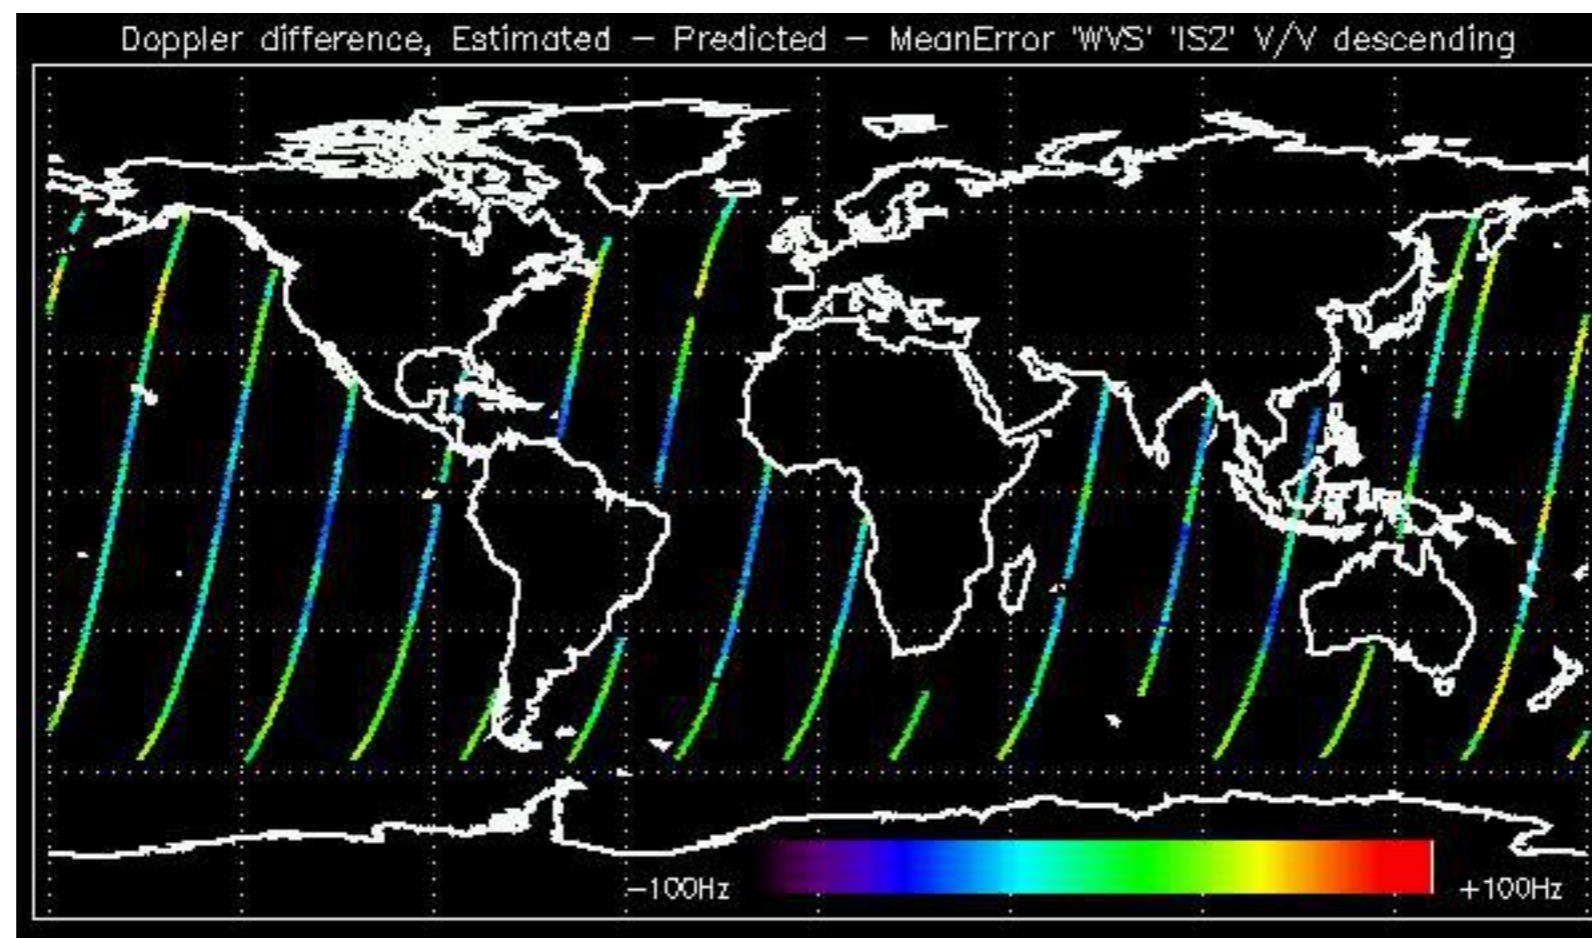 Doppler difference, Estimated - Predicted - MeanError 'WVS' 'IS2' V/V descending
-100Hz
+100Hz